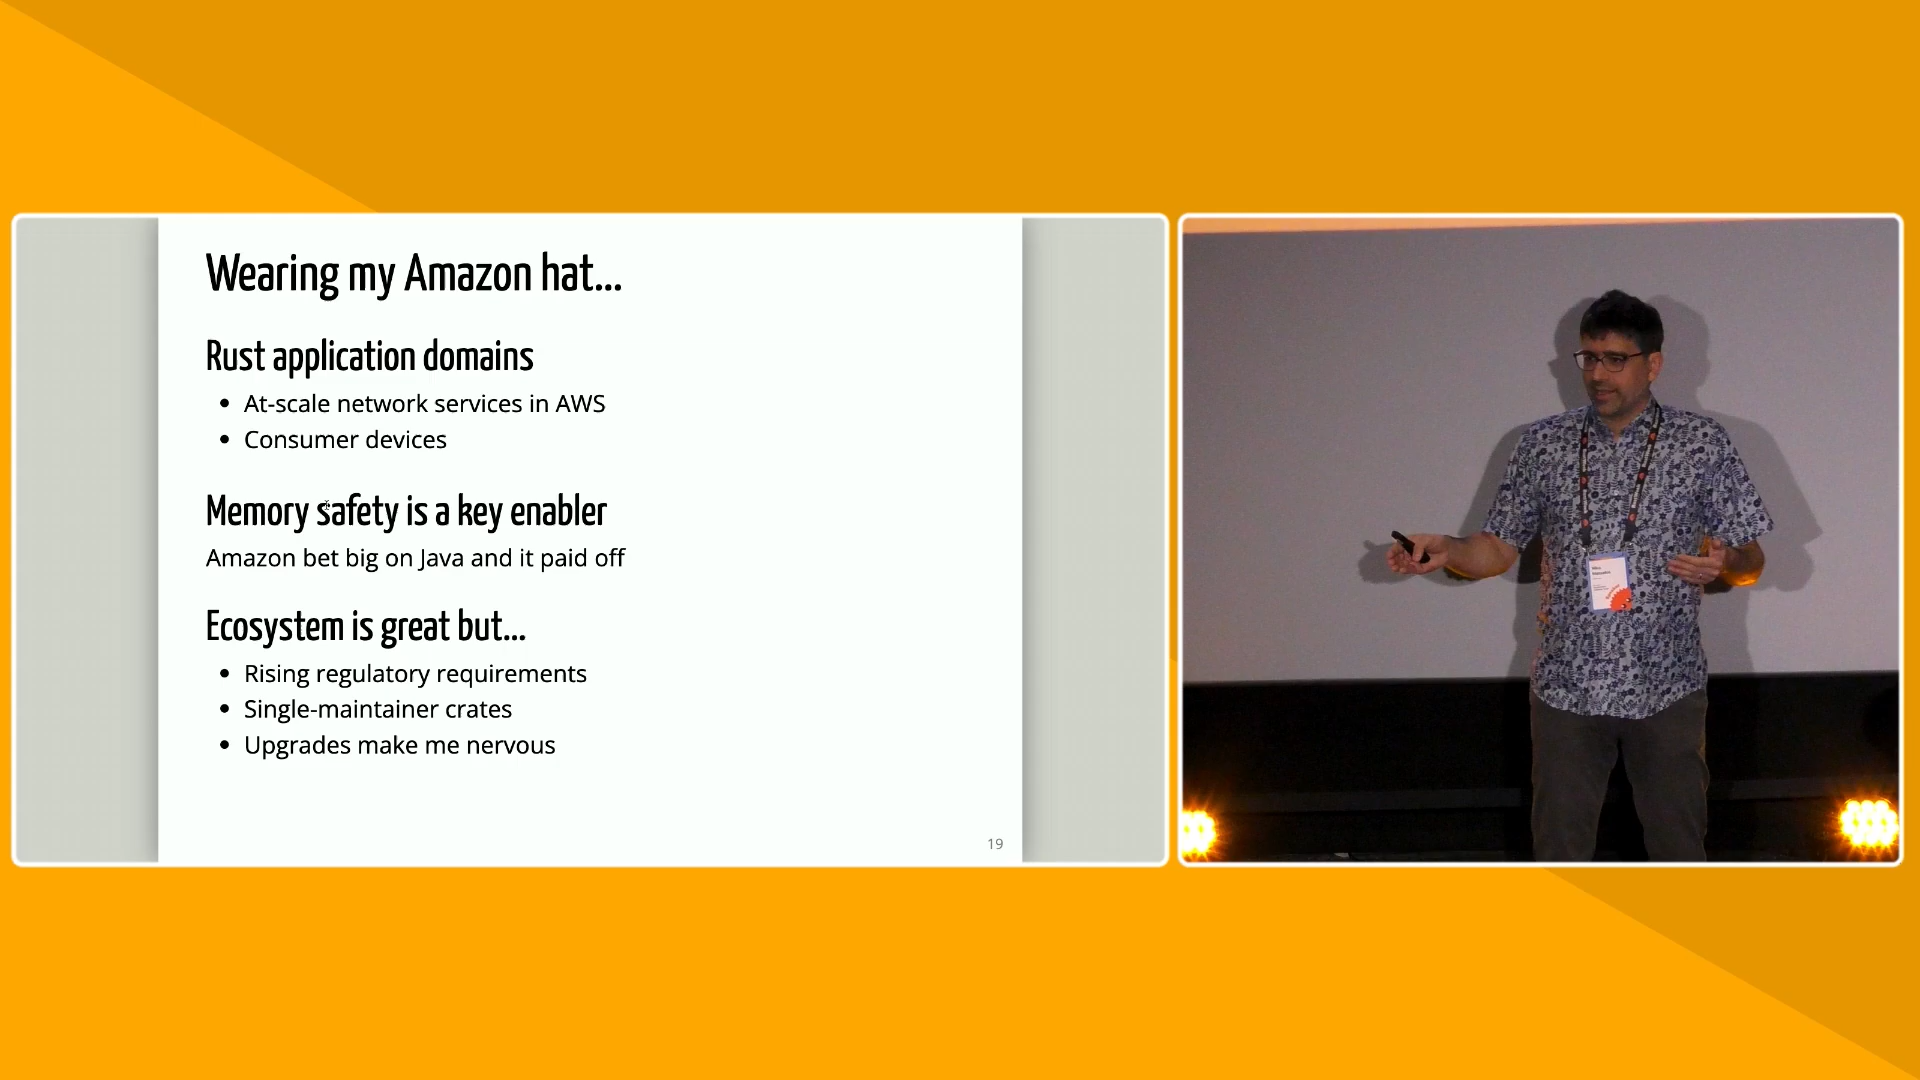 Wearing my Amazon hat...
Rust application domains
At-scale network services in AWS
Consumer devices
Memory safety is a key enabler
Amazon bet big on Java and it paid off
Ecosystem is great but...
Rising regulatory requirements
Single-maintainer crates
Upgrades make me nervous
19